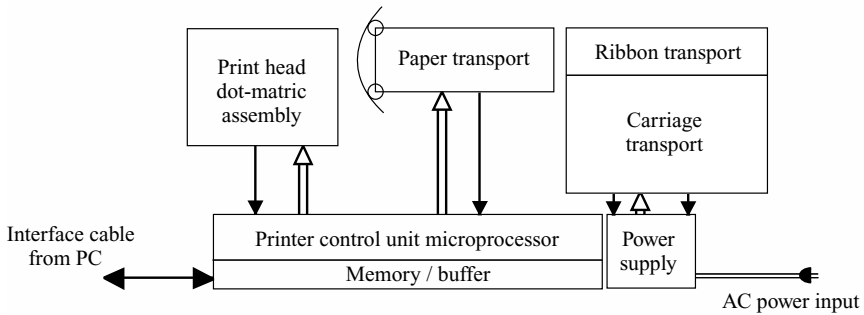 Print head
dot-matric
assembly
Paper transport
Ribbon transport
Carriage
transport
Interface cable
from PC
Printer control unit microprocessor
Memory / buffer
Power
supply
AC power input